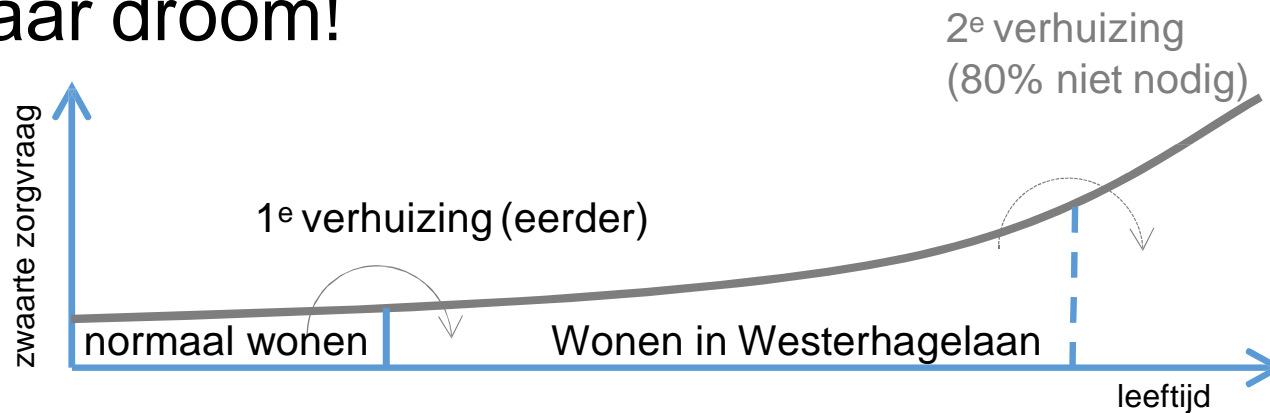 aar droom!
2e verhuizing
(80% niet nodig)
zwaarte zorgvraag
1e verhuizing (eerder)
normaal wonen
Wonen in Westerhagelaan
leeftijd